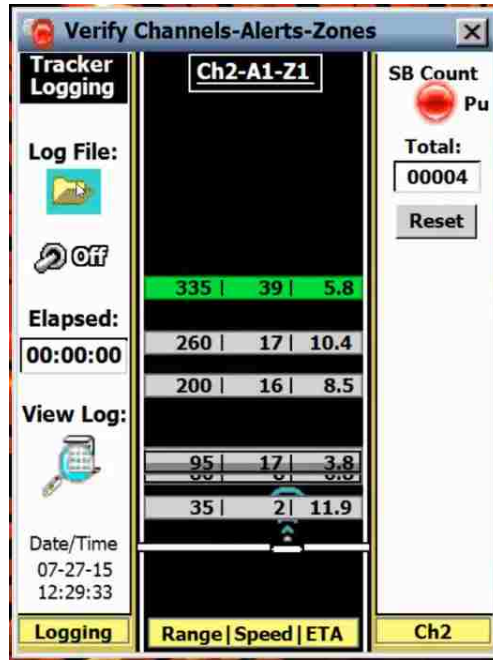 Verify Channels-Alerts-Zones
Tracker
Logging
Log File:
Off
Elapsed:
00:00:00
View Log:
Date/Time
07-27-15
12:29:33
Logging
Ch2-A1-Z1
335 | 39 | 5.8
260 | 17 | 10.4
200 | 16 | 8.5
95 | 17 | 3.8
35 | 2 | 11.9
Range | Speed | ETA
SB Count
Pu
Total:
00004
Reset
Ch2